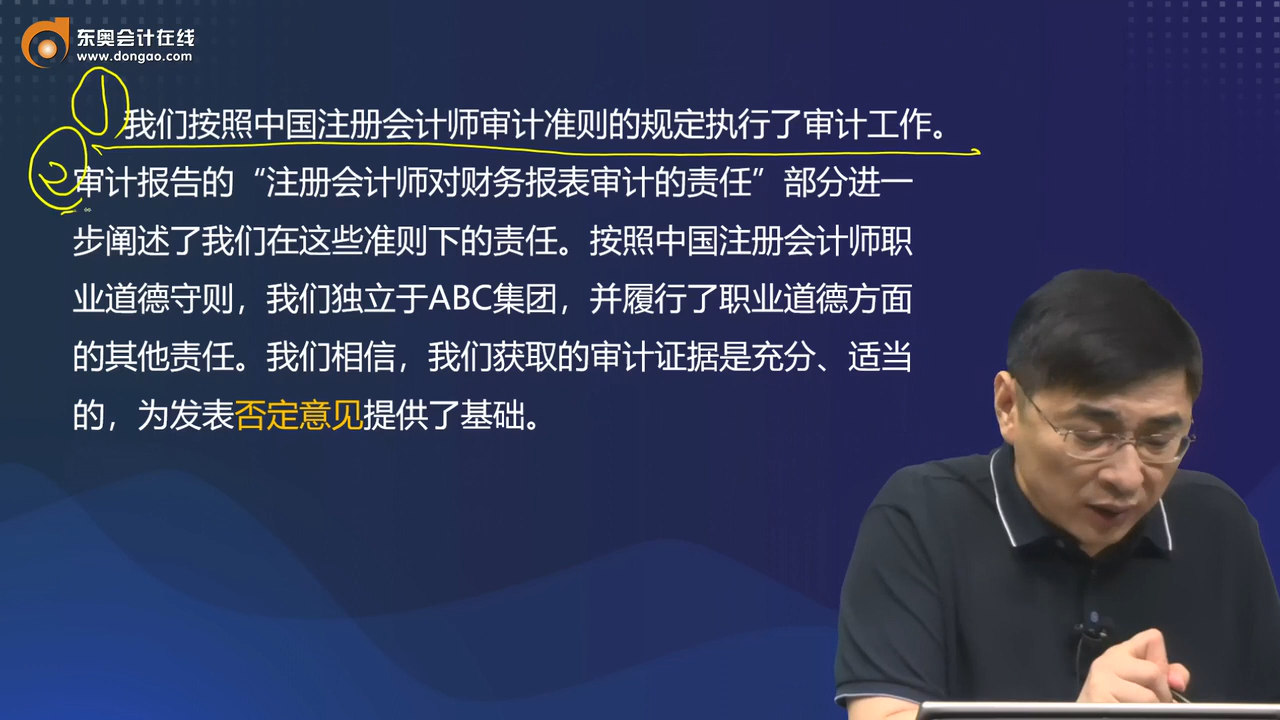 东奥会计在线
www.dongao.com
① 我们按照中国注册会计师审计准则的规定执行了审计工作。
② 审计报告的“注册会计师对财务报表审计的责任”部分进一
步阐述了我们在这些准则下的责任。按照中国注册会计师职
业道德守则，我们独立于ABC集团，并履行了职业道德方面
的其他责任。我们相信，我们获取的审计证据是充分、适当
的，为发表否定意见提供了基础。